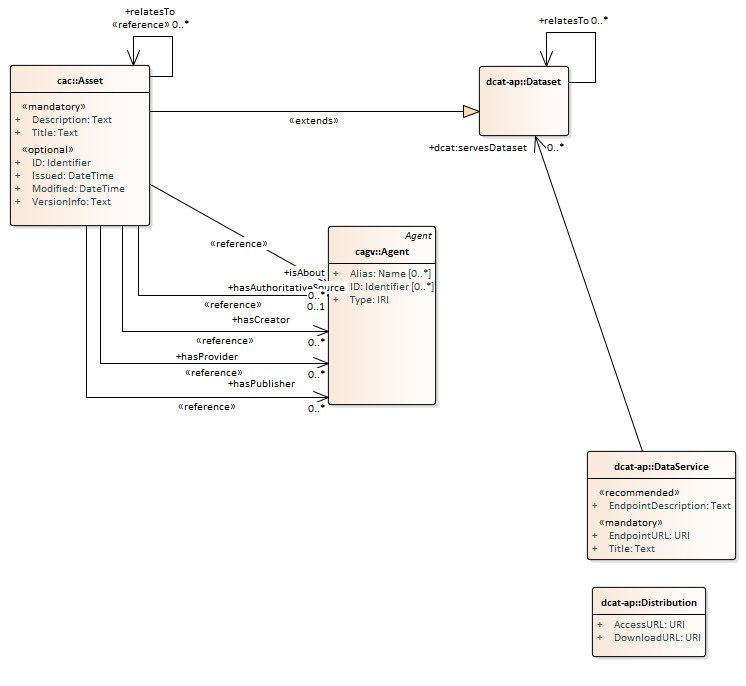 +relatesTo
«reference» 0..*
cac::Asset
«mandatory»
+ Description: Text
+ Title: Text
«optional»
+ ID: Identifier
+ Issued: DateTime
+ Modified: DateTime
+ VersionInfo: Text
+relatesTo 0..*
dcat-ap::Dataset
«extends»
+dcat:servesDataset 0..*
«reference»
+isAbout
0..*
+hasAuthoritativeSource
«reference» 0..1
+hasCreator
«reference» 0..*
+hasProvider
«reference» 0..*
+hasPublisher
«reference» 0..*
Agent
cagv::Agent
+ Alias: Name [0..*]
ID: Identifier [0..*]
+ Type: IRI
dcat-ap::DataService
«recommended»
+ EndpointDescription: Text
«mandatory»
+ EndpointURL: URI
+ Title: Text
dcat-ap::Distribution
+ AccessURL: URI
+ DownloadURL: URI